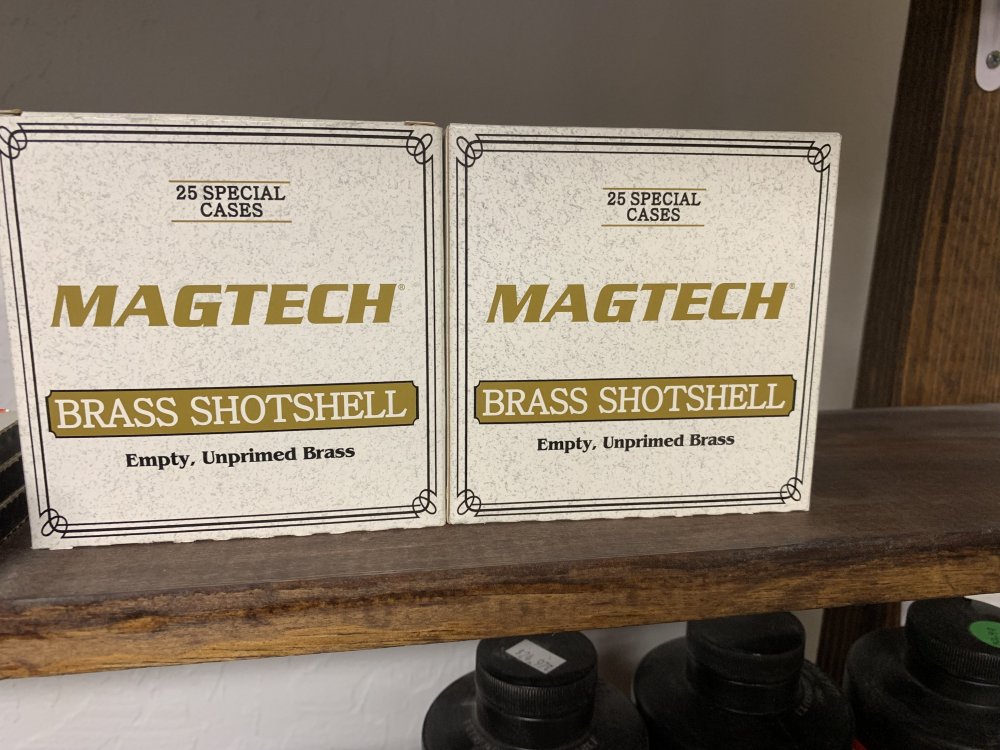 25 SPECIAL
CASES
MAGTECH®
BRASS SHOTSHELL
Empty, Unprimed Brass
25 SPECIAL
CASES
MAGTECH®
BRASS SHOTSHELL
Empty, Unprimed Brass